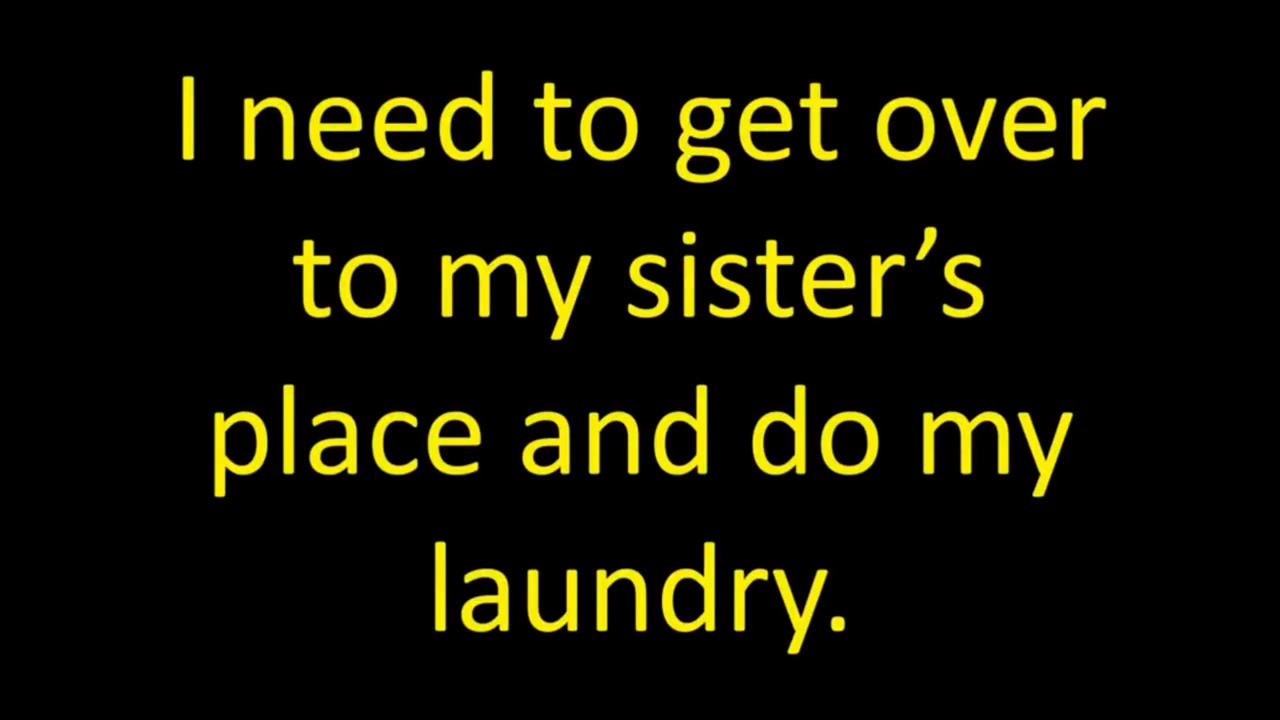 I need to get over
to my sister’s
place and do my
laundry.